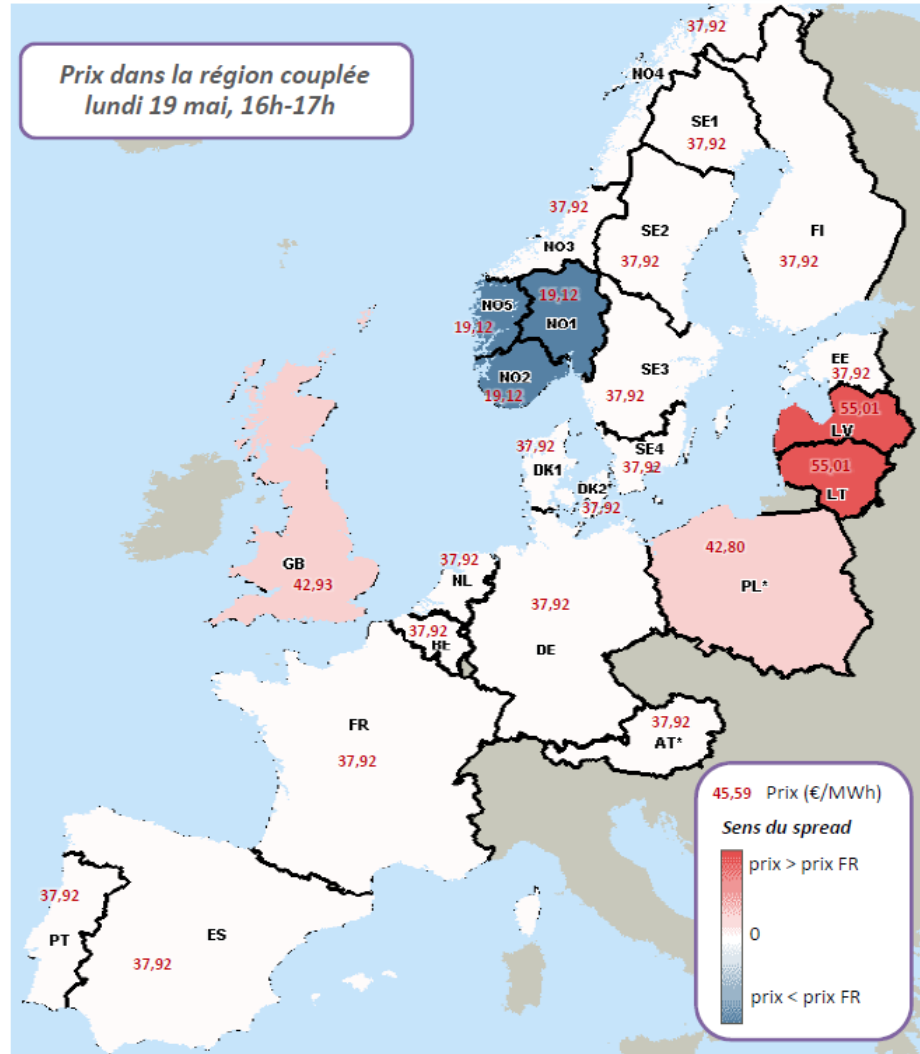 Prix dans la région couplée
lundi 19 mai, 16h-17h
37,92
NO4
SE1
37,92
37,92
NO3
SE2
37,92
FI
37,92
NO5
19,12
19,12
NO1
NO2
19,12
SE3
37,92
EE
37,92
55,01
LV
55,01
LT
37,92
DK1
SE4
37,92
DK2*
37,92
GB
42,93
37,92
NL
37,92
BE
37,92
DE
42,80
PL*
FR
37,92
37,92
AT*
37,92
PT
ES
37,92
45,59 Prix (€/MWh)
Sens du spread
prix > prix FR
0
prix < prix FR